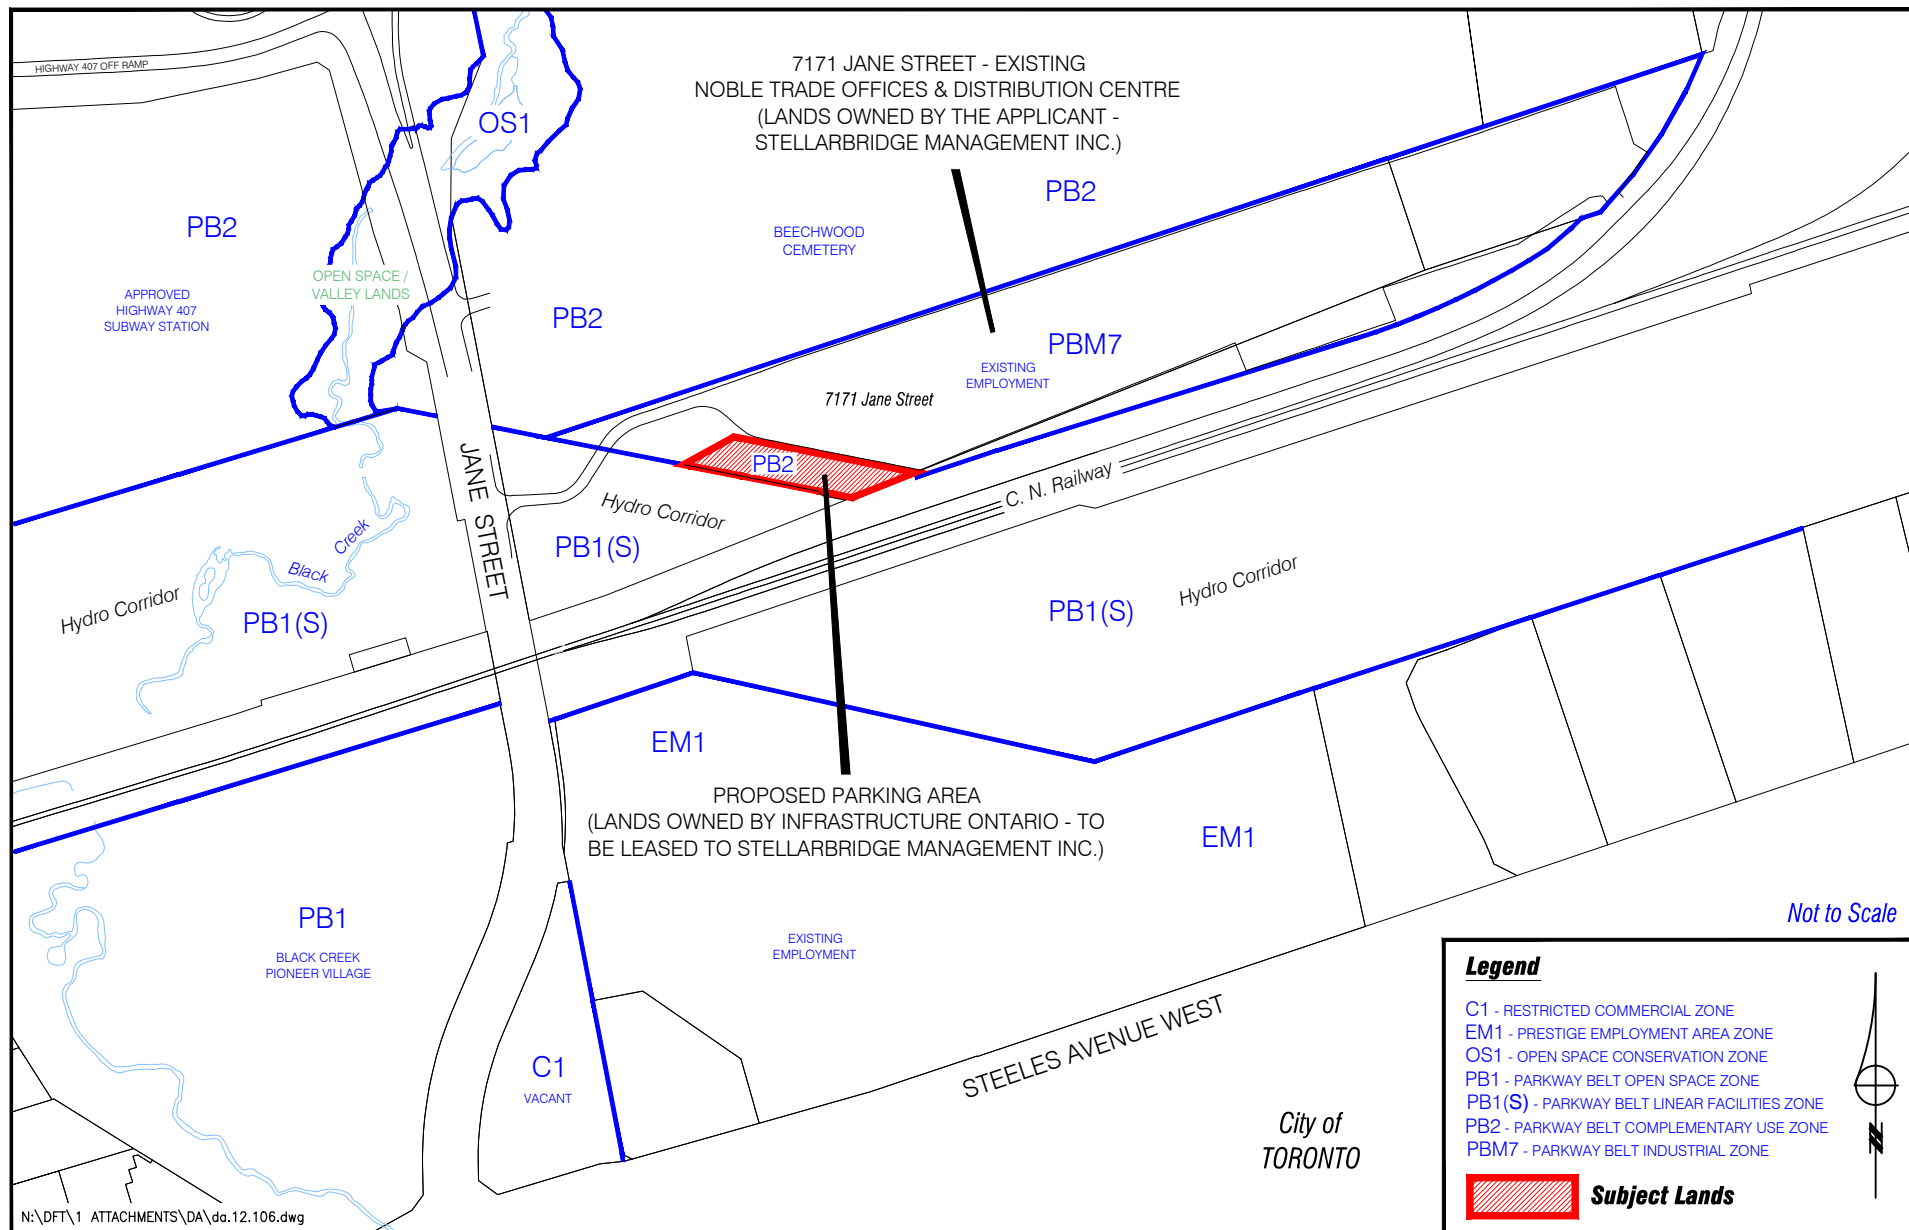 HIGHWAY 407 OFF RAMP
7171 JANE STREET - EXISTING
NOBLE TRADE OFFICES & DISTRIBUTION CENTRE
(LANDS OWNED BY THE APPLICANT -
STELLARBRIDGE MANAGEMENT INC.)
OS1
PB2
PB2
BEECHWOOD
CEMETERY
OPEN SPACE /
VALLEY LANDS
APPROVED
HIGHWAY 407
SUBWAY STATION
PB2
PBM7
EXISTING
EMPLOYMENT
7171 Jane Street
JANE STREET
PB2
C. N. Railway
Hydro Corridor
PB1(S)
Black Creek
Hydro Corridor
PB1(S)
PB1(S)
Hydro Corridor
EM1
PROPOSED PARKING AREA
(LANDS OWNED BY INFRASTRUCTURE ONTARIO - TO
BE LEASED TO STELLARBRIDGE MANAGEMENT INC.)
EM1
PB1
BLACK CREEK
PIONEER VILLAGE
EXISTING
EMPLOYMENT
C1
VACANT
STEELES AVENUE WEST
City of
TORONTO
Not to Scale
Legend
C1 - RESTRICTED COMMERCIAL ZONE
EM1 - PRESTIGE EMPLOYMENT AREA ZONE
OS1 - OPEN SPACE CONSERVATION ZONE
PB1 - PARKWAY BELT OPEN SPACE ZONE
PB1(S) - PARKWAY BELT LINEAR FACILITIES ZONE
PB2 - PARKWAY BELT COMPLEMENTARY USE ZONE
PBM7 - PARKWAY BELT INDUSTRIAL ZONE
Subject Lands
N
N:\DFT\1 ATTACHMENTS\DA\da.12.106.dwg